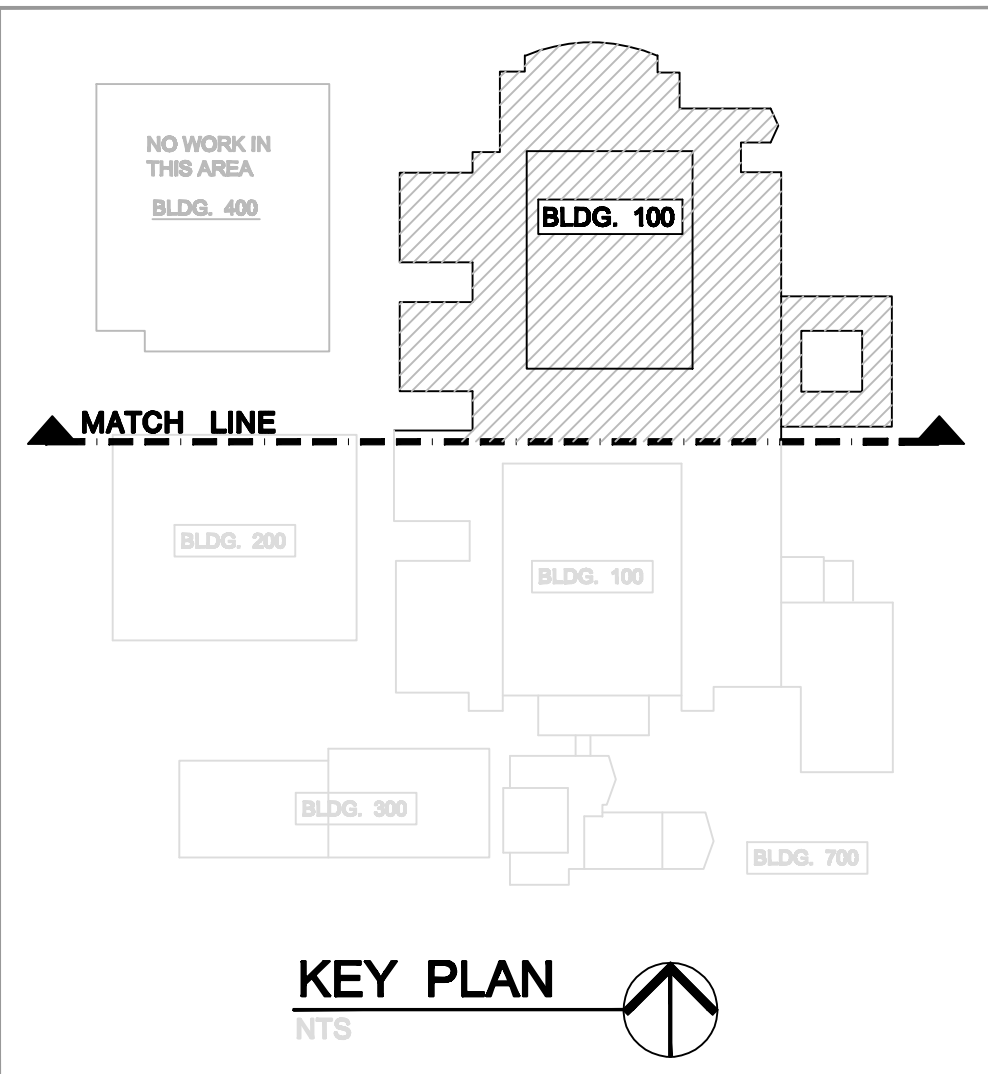 NO WORK IN
THIS AREA
BLDG. 400
BLDG. 100
MATCH LINE
BLDG. 200
BLDG. 100
BLDG. 300
BLDG. 700
KEY PLAN
NTS